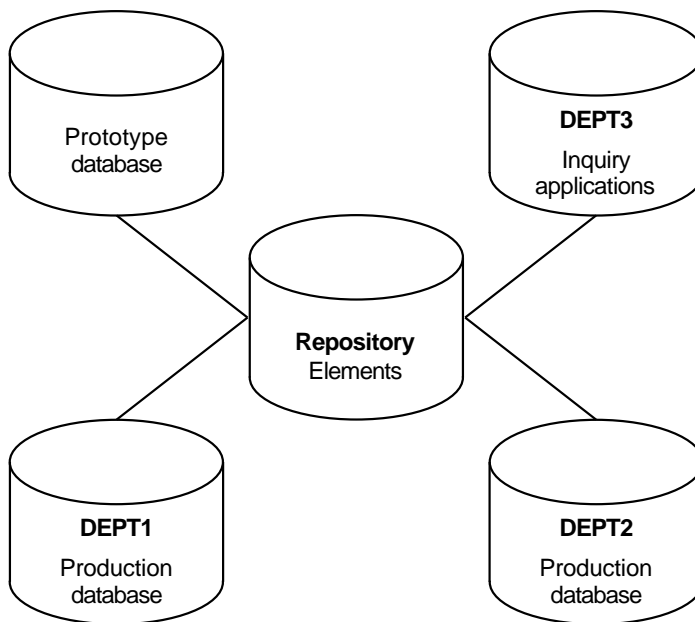 Prototype
database
DEPT3
Inquiry
applications
Repository
Elements
DEPT1
Production
database
DEPT2
Production
database